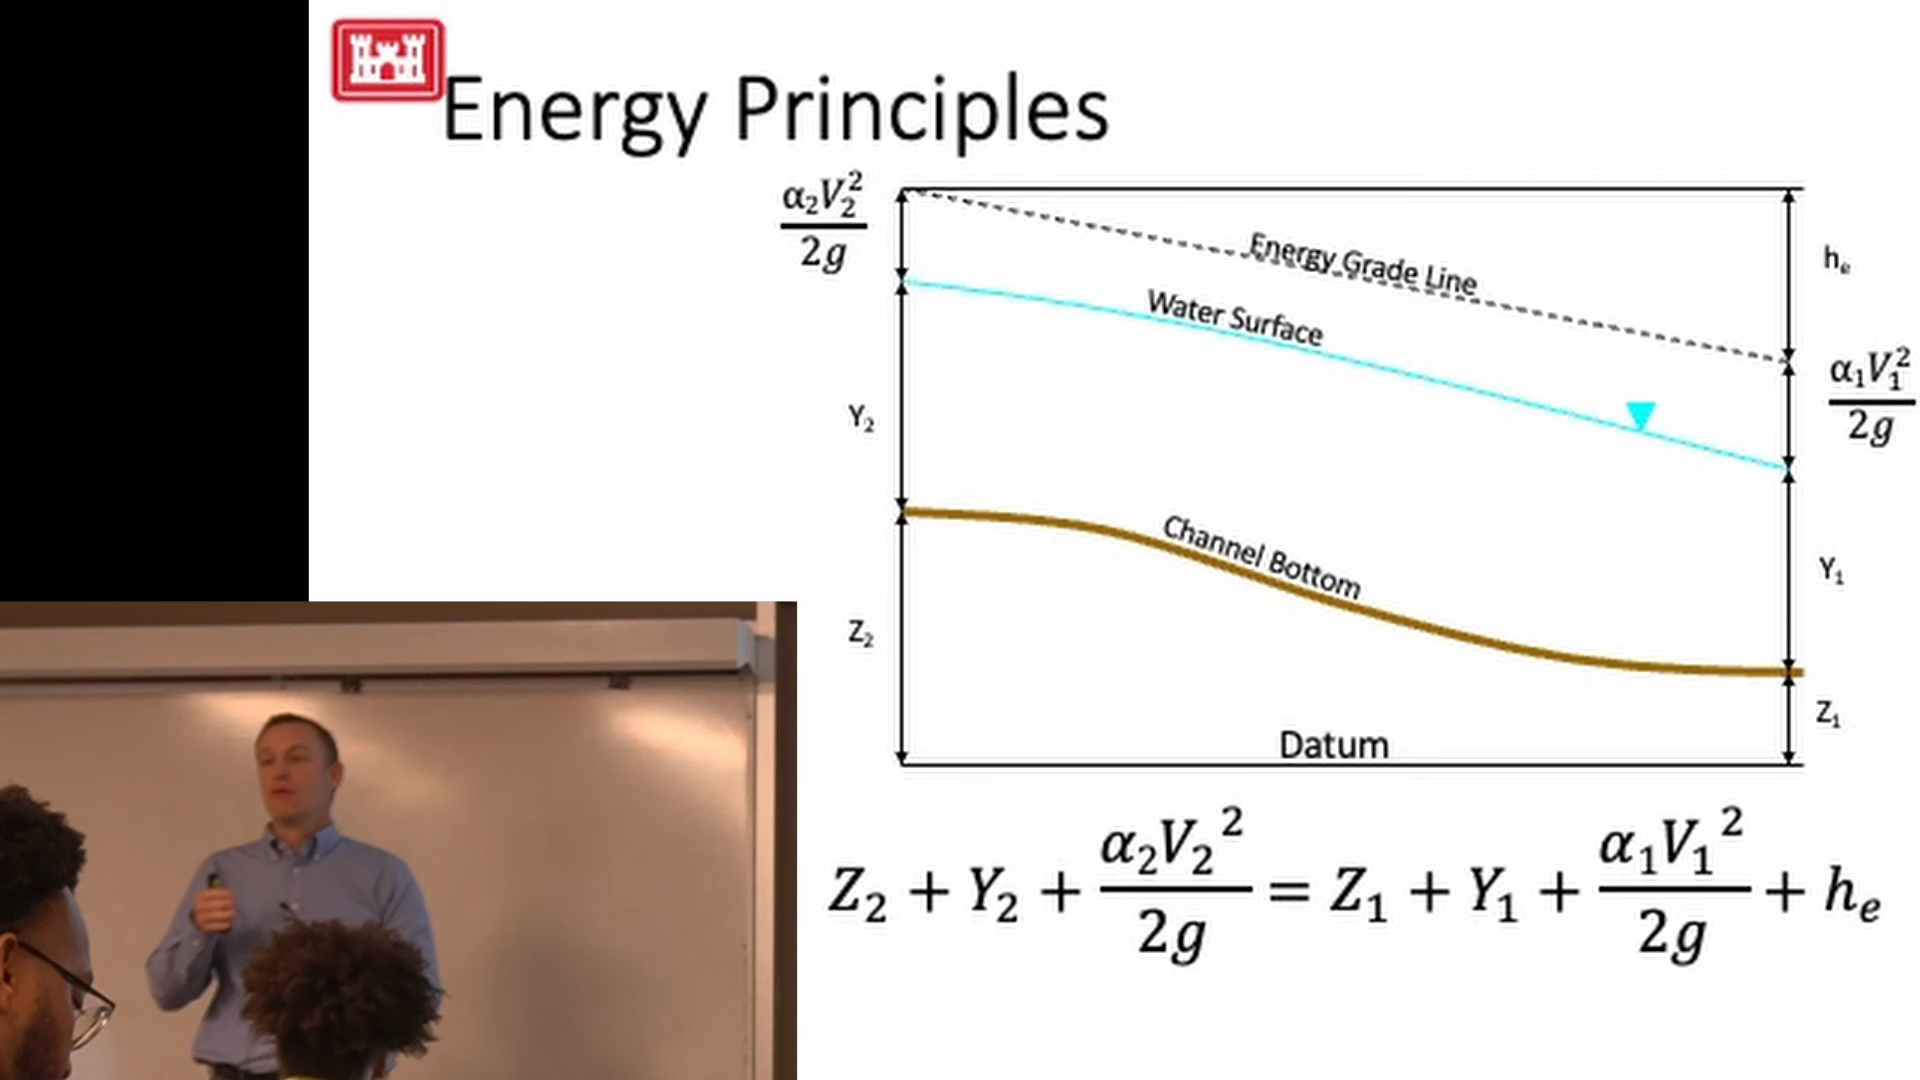 Energy Principles
α₂V₂²
2g
Energy Grade Line
hₑ
Water Surface
α₁V₁²
2g
Y₂
Channel Bottom
Y₁
Z₂
Z₁
Datum
Z₂ + Y₂ + α₂V₂²/2g = Z₁ + Y₁ + α₁V₁²/2g + hₑ